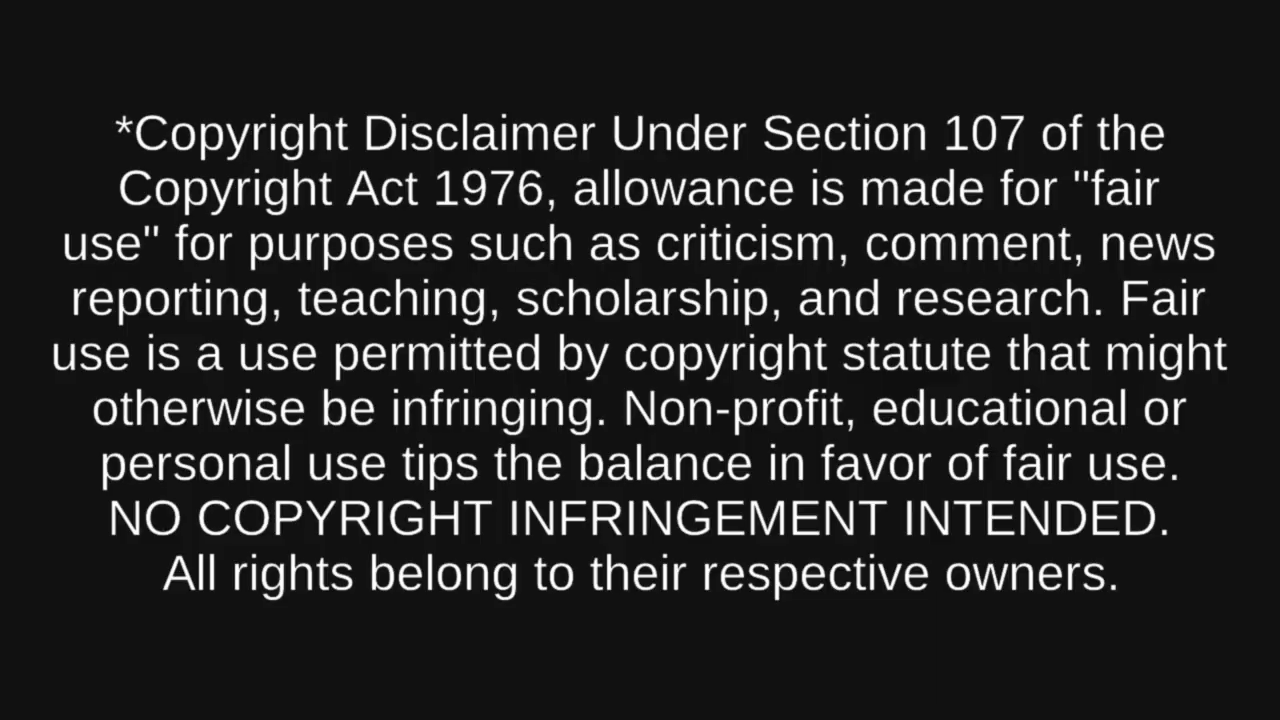 *Copyright Disclaimer Under Section 107 of the
Copyright Act 1976, allowance is made for "fair
use" for purposes such as criticism, comment, news
reporting, teaching, scholarship, and research. Fair
use is a use permitted by copyright statute that might
otherwise be infringing. Non-profit, educational or
personal use tips the balance in favor of fair use.
NO COPYRIGHT INFRINGEMENT INTENDED.
All rights belong to their respective owners.